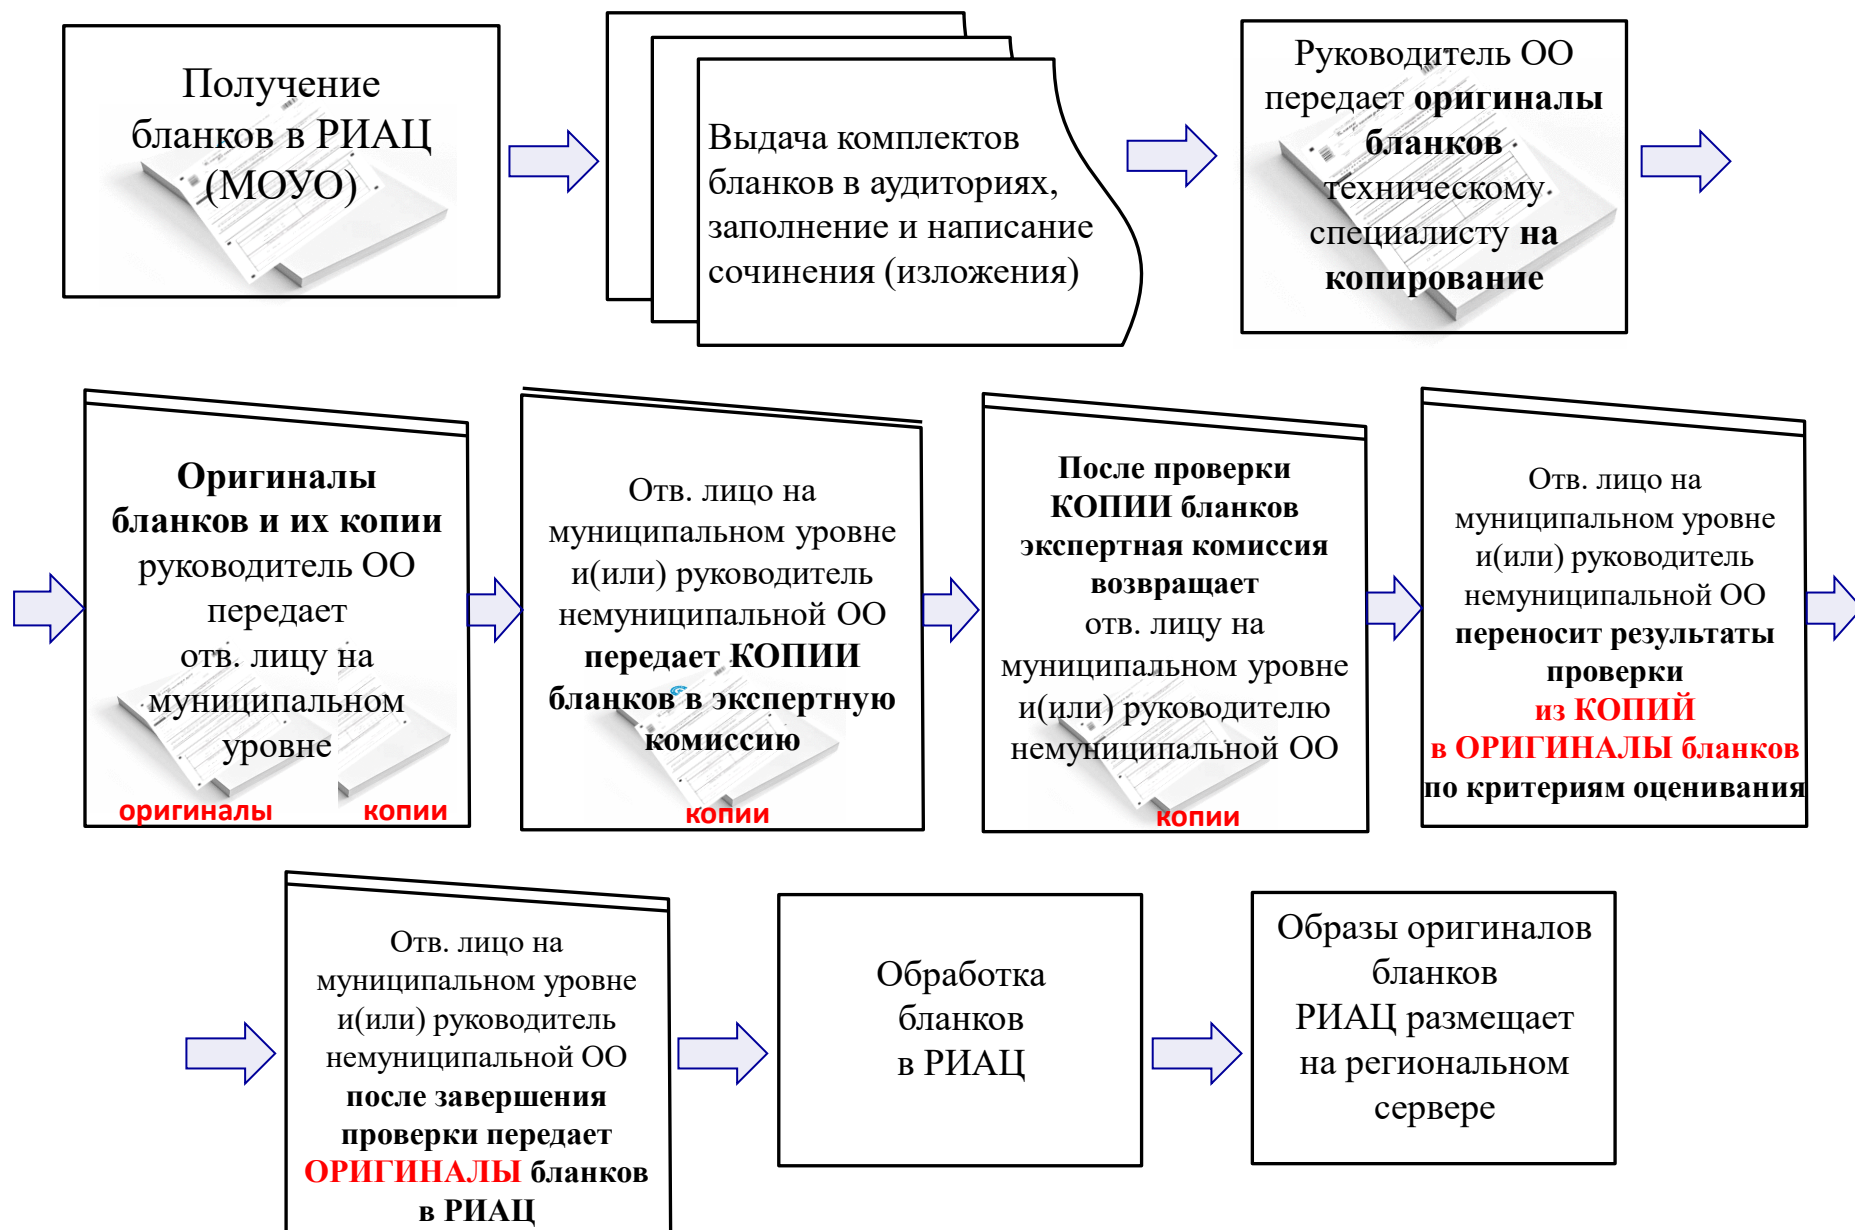 Получение
бланков в РИАЦ
(МОУО)
Выдача комплектов
бланков в аудиториях,
заполнение и написание
сочинения (изложения)
Руководитель ОО
передает оригиналы
бланков
техническому
специалисту на
копирование
Оригиналы
бланков и их копии
руководитель ОО
передает
отв. лицу на
муниципальном
уровне
оригиналы
копии
Отв. лицо на
муниципальном уровне
и(или) руководитель
немуниципальной ОО
передает КОПИИ
бланков в экспертную
комиссию
копии
После проверки
КОПИИ бланков
экспертная комиссия
возвращает
отв. лицу на
муниципальном уровне
и(или) руководителю
немуниципальной ОО
копии
Отв. лицо на
муниципальном уровне
и(или) руководитель
немуниципальной ОО
переносит результаты
проверки
из КОПИЙ
в ОРИГИНАЛЫ бланков
по критериям оценивания
Отв. лицо на
муниципальном уровне
и(или) руководитель
немуниципальной ОО
после завершения
проверки передает
ОРИГИНАЛЫ бланков
в РИАЦ
Обработка
бланков
в РИАЦ
Образы оригиналов
бланков
РИАЦ размещает
на региональном
сервере